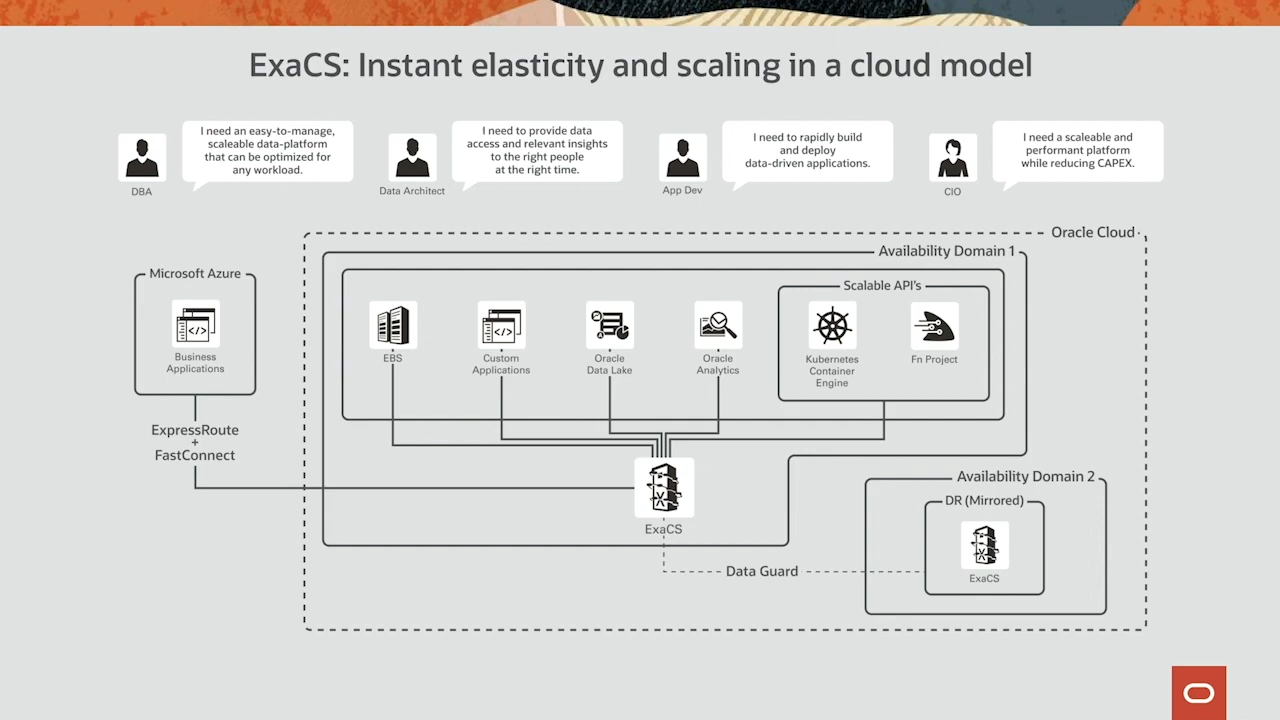 ExaCS: Instant elasticity and scaling in a cloud model
I need an easy-to-manage,
scaleable data-platform
that can be optimized for
any workload.
DBA
I need to provide data
access and relevant insights
to the right people
at the right time.
Data Architect
I need to rapidly build
and deploy
data-driven applications.
App Dev
I need a scaleable and
performant platform
while reducing CAPEX.
CIO
Oracle Cloud
Availability Domain 1
Microsoft Azure
Business
Applications
ExpressRoute
+
FastConnect
EBS
Custom
Applications
Oracle
Data Lake
Oracle
Analytics
Scalable API's
Kubernetes
Container
Engine
Fn Project
ExaCS
Data Guard
Availability Domain 2
DR (Mirrored)
ExaCS